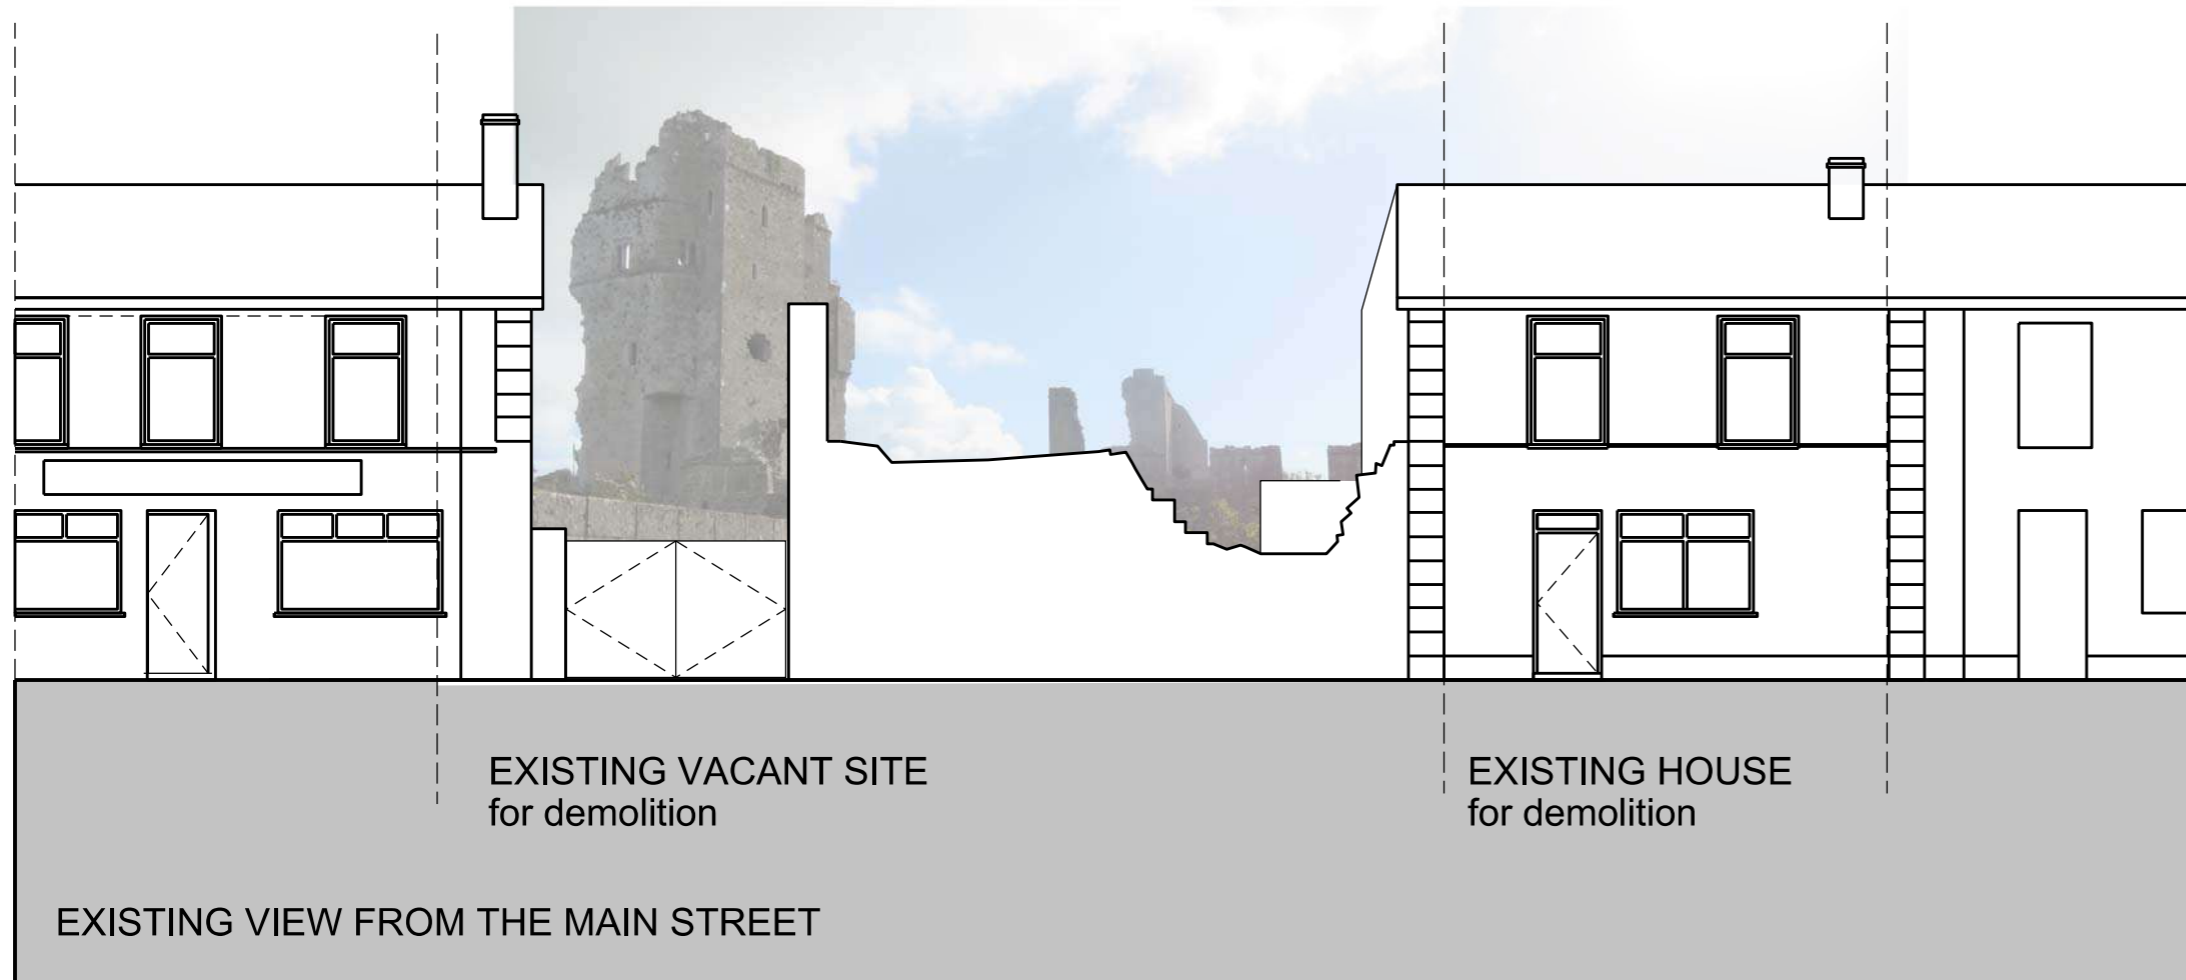 EXISTING VACANT SITE
for demolition
EXISTING HOUSE
for demolition
EXISTING VIEW FROM THE MAIN STREET